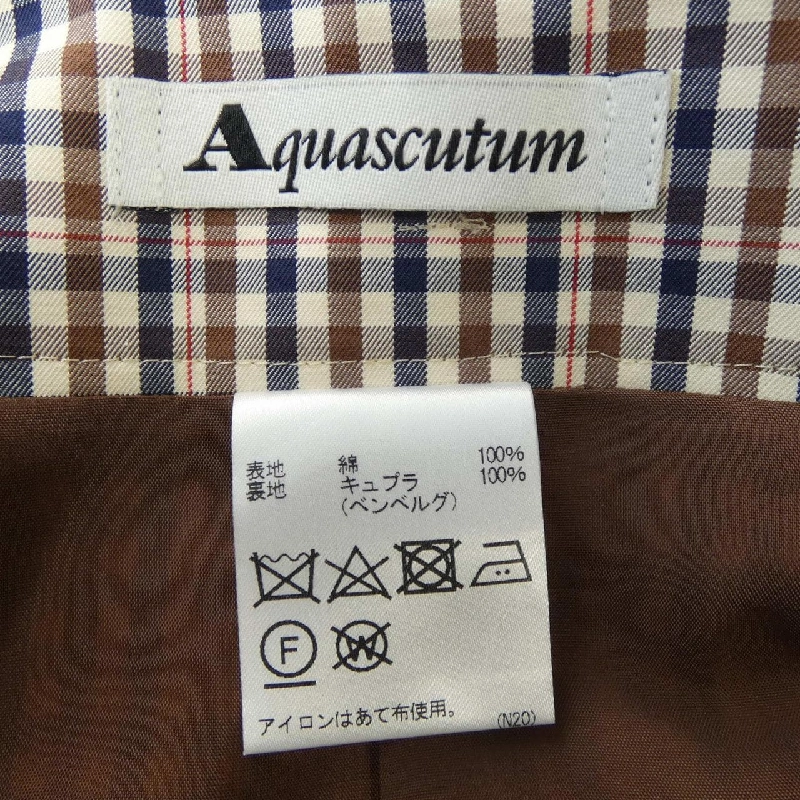 Aquascutum
表地 綿 100%
裏地 キュプラ 100%
(ベンベルグ)
F
W
アイロンはあて布使用。 (N20)